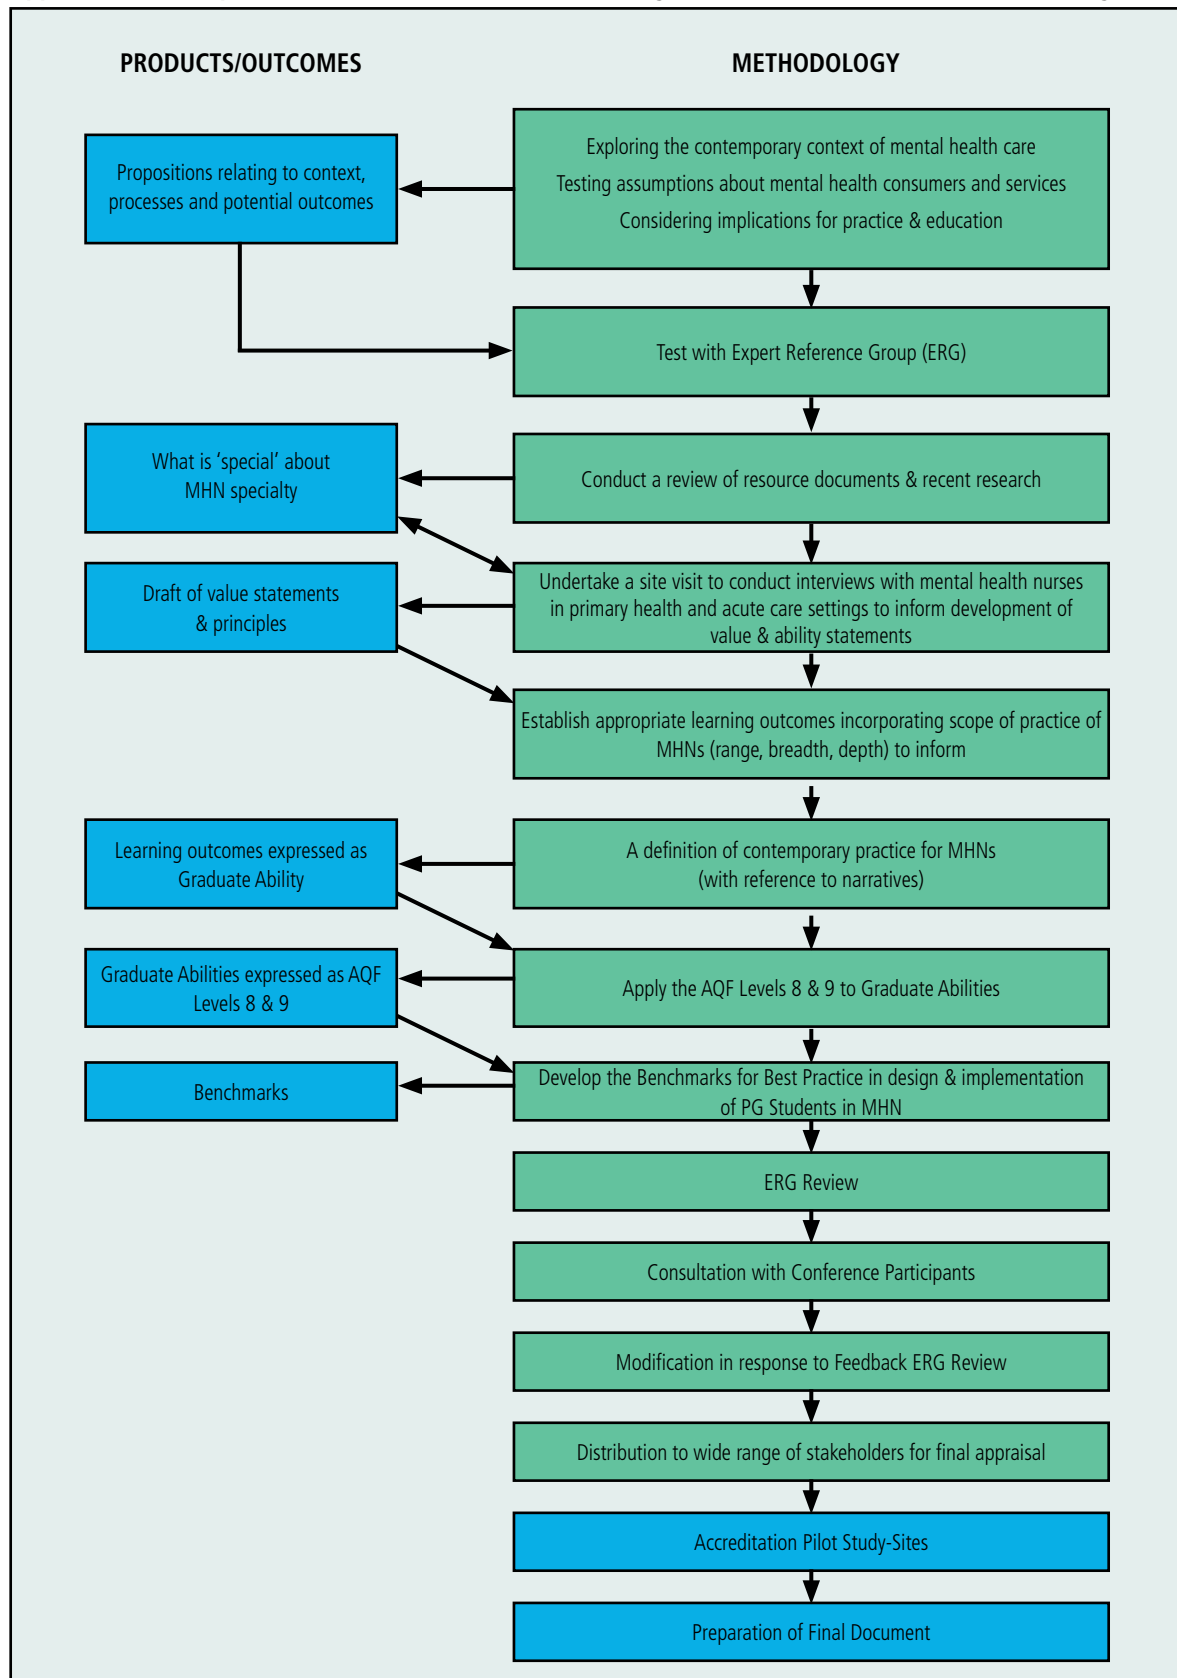 PRODUCTS/OUTCOMES
METHODOLOGY
Exploring the contemporary context of mental health care
Testing assumptions about mental health consumers and services
Considering implications for practice & education
Propositions relating to context,
processes and potential outcomes
Test with Expert Reference Group (ERG)
What is ‘special’ about
MHN specialty
Conduct a review of resource documents & recent research
Draft of value statements
& principles
Undertake a site visit to conduct interviews with mental health nurses
in primary health and acute care settings to inform development of
value & ability statements
Establish appropriate learning outcomes incorporating scope of practice of
MHNs (range, breadth, depth) to inform
Learning outcomes expressed as
Graduate Ability
A definition of contemporary practice for MHNs
(with reference to narratives)
Graduate Abilities expressed as AQF
Levels 8 & 9
Apply the AQF Levels 8 & 9 to Graduate Abilities
Benchmarks
Develop the Benchmarks for Best Practice in design & implementation
of PG Students in MHN
ERG Review
Consultation with Conference Participants
Modification in response to Feedback ERG Review
Distribution to wide range of stakeholders for final appraisal
Accreditation Pilot Study-Sites
Preparation of Final Document